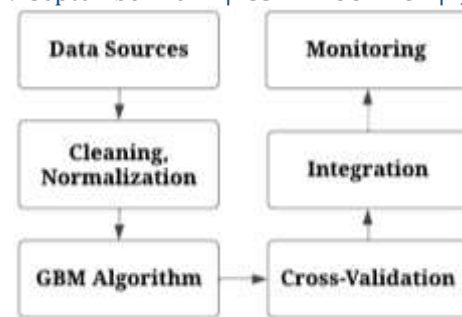 Data Sources
Cleaning,
Normalization
GBM Algorithm
Cross-Validation
Integration
Monitoring